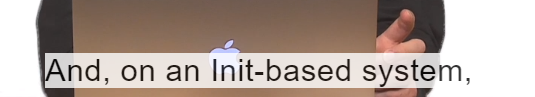 And, on an Init-based system,